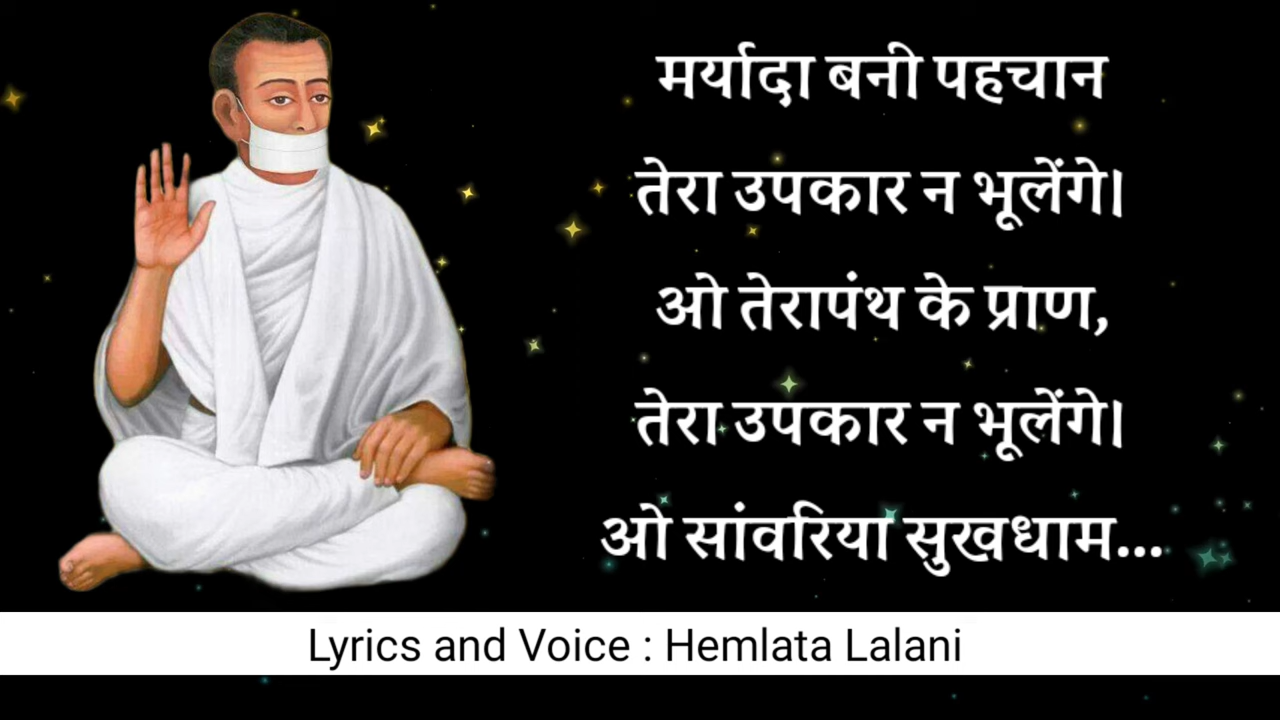 मर्यादा बनी पहचान
तेरा उपकार न भूलेंगे।
ओ तेरापंथ के प्राण,
तेरा उपकार न भूलेंगे।
ओ सांवरिया सुखधाम...
Lyrics and Voice : Hemlata Lalani